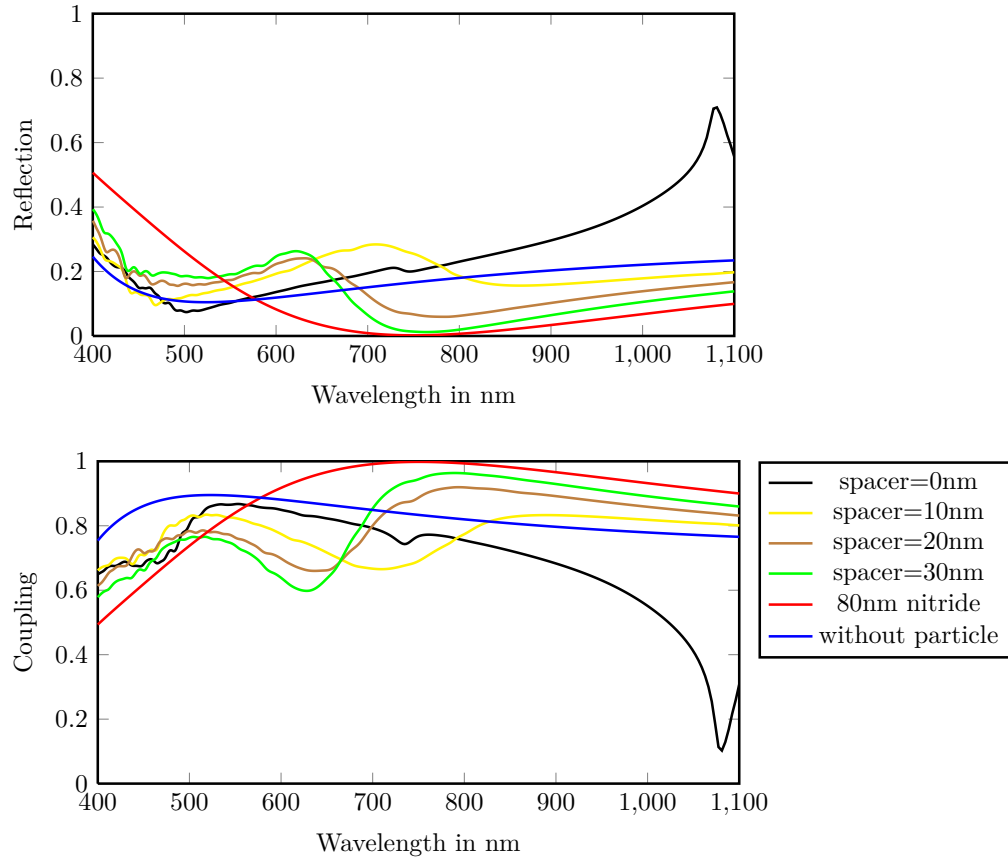 1
0.8
0.6
0.4
0.2
0
Reflection
400 500 600 700 800 900 1,000 1,100
Wavelength in nm
1
0.8
0.6
0.4
0.2
0
Coupling
400 500 600 700 800 900 1,000 1,100
Wavelength in nm
spacer=0nm
spacer=10nm
spacer=20nm
spacer=30nm
80nm nitride
without particle